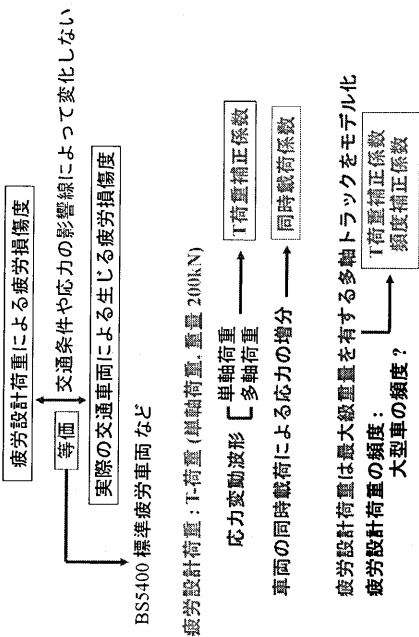 疲労設計荷重による疲労損傷度
等価
交通条件や応力の影響線によって変化しない
実際の交通車両による生じる疲労損傷度
BS5400 標準疲労車両 など
疲労設計荷重:T-荷重 (単軸荷重, 重量 200kN)
応力変動波形
単軸荷重
多軸荷重
T荷重補正係数
車両の同時載荷による応力の増分
同時載荷係数
疲労設計荷重は最大級重量を有する多軸トラックをモデル化
疲労設計荷重の頻度:
T荷重補正係数
頻度補正係数
大型車の頻度?